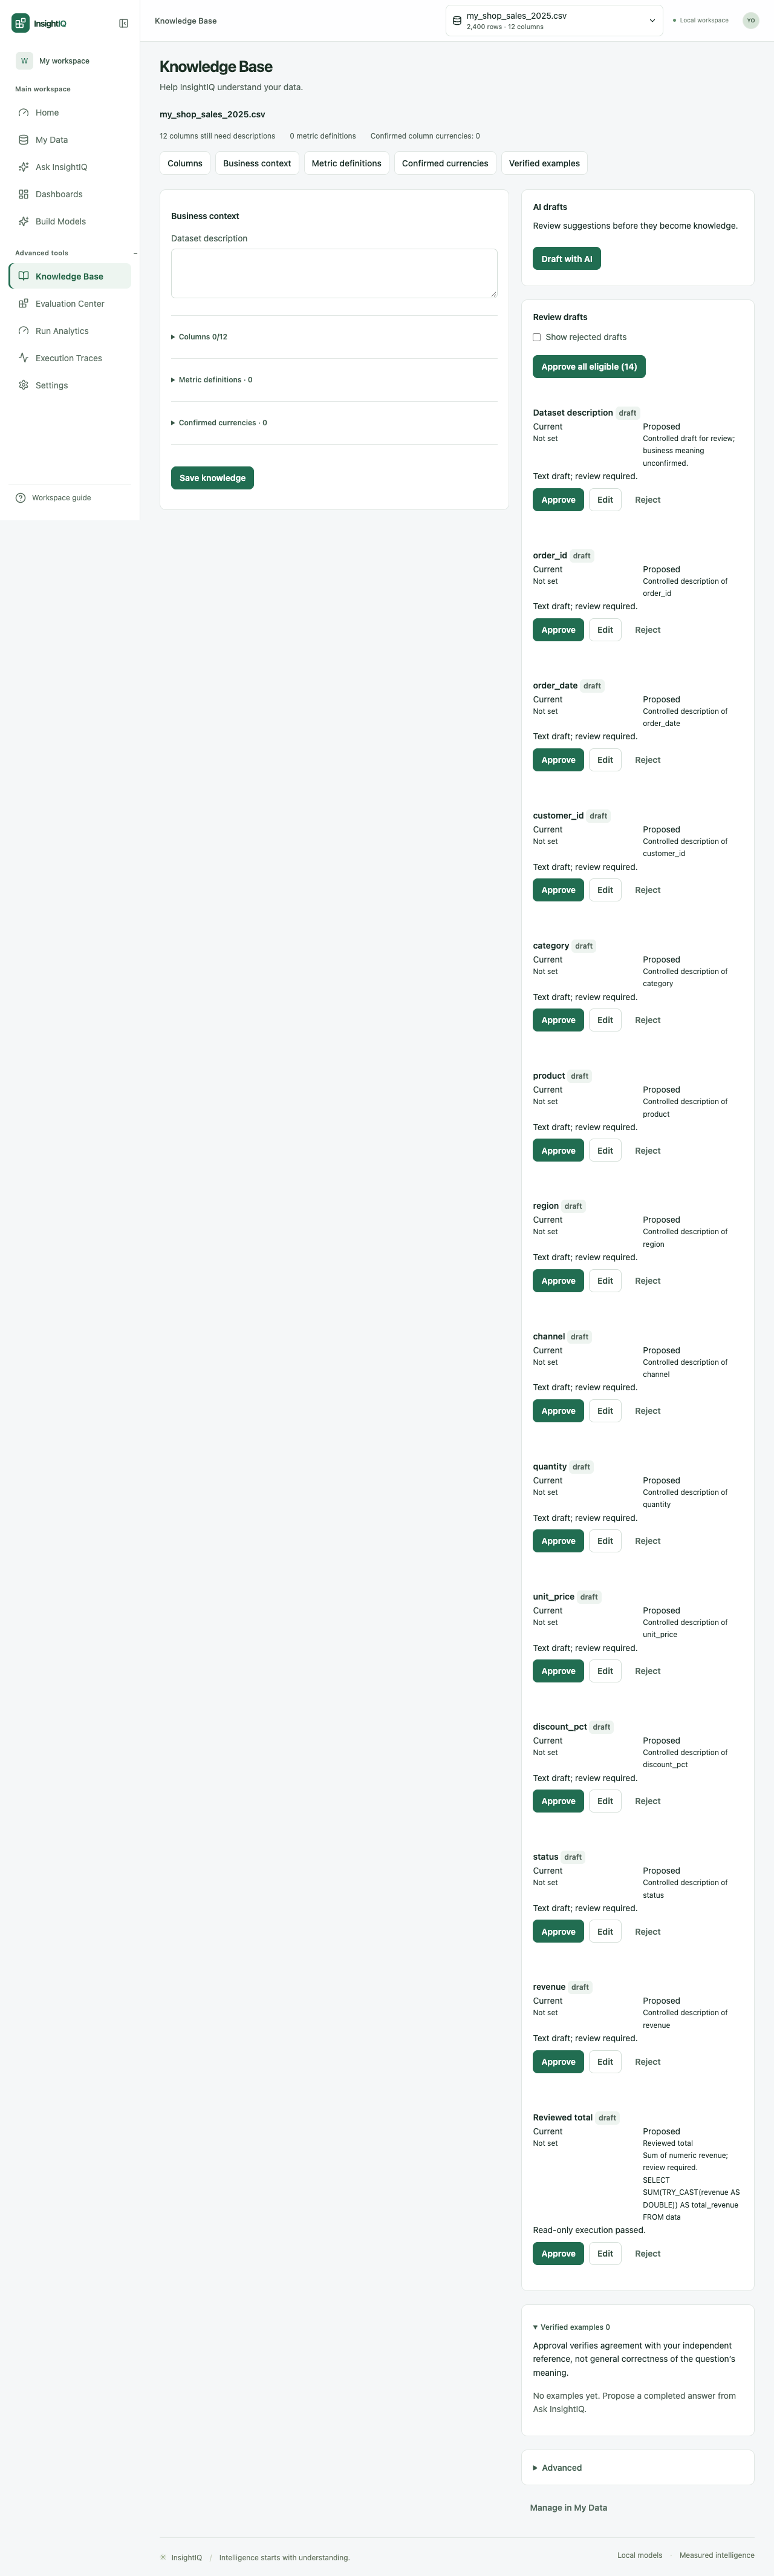 InsightIQ
W My workspace
Main workspace
Home
My Data
Ask InsightIQ
Dashboards
Build Models
Advanced tools
Knowledge Base
Evaluation Center
Run Analytics
Execution Traces
Settings
Workspace guide
Knowledge Base
my_shop_sales_2025.csv
2,400 rows · 12 columns
Local workspace
YO
Knowledge Base
Help InsightIQ understand your data.
my_shop_sales_2025.csv
12 columns still need descriptions 0 metric definitions Confirmed column currencies: 0
Columns Business context Metric definitions Confirmed currencies Verified examples
Business context
Dataset description
Columns 0/12
Metric definitions · 0
Confirmed currencies · 0
Save knowledge
AI drafts
Review suggestions before they become knowledge.
Draft with AI
Review drafts
Show rejected drafts
Approve all eligible (14)
Dataset description draft
Current Proposed
Not set Controlled draft for review;
business meaning
unconfirmed.
Text draft; review required.
Approve Edit Reject
order_id draft
Current Proposed
Not set Controlled description of
order_id
Text draft; review required.
Approve Edit Reject
order_date draft
Current Proposed
Not set Controlled description of
order_date
Text draft; review required.
Approve Edit Reject
customer_id draft
Current Proposed
Not set Controlled description of
customer_id
Text draft; review required.
Approve Edit Reject
category draft
Current Proposed
Not set Controlled description of
category
Text draft; review required.
Approve Edit Reject
product draft
Current Proposed
Not set Controlled description of
product
Text draft; review required.
Approve Edit Reject
region draft
Current Proposed
Not set Controlled description of
region
Text draft; review required.
Approve Edit Reject
channel draft
Current Proposed
Not set Controlled description of
channel
Text draft; review required.
Approve Edit Reject
quantity draft
Current Proposed
Not set Controlled description of
quantity
Text draft; review required.
Approve Edit Reject
unit_price draft
Current Proposed
Not set Controlled description of
unit_price
Text draft; review required.
Approve Edit Reject
discount_pct draft
Current Proposed
Not set Controlled description of
discount_pct
Text draft; review required.
Approve Edit Reject
status draft
Current Proposed
Not set Controlled description of
status
Text draft; review required.
Approve Edit Reject
revenue draft
Current Proposed
Not set Controlled description of
revenue
Text draft; review required.
Approve Edit Reject
Reviewed total draft
Current Proposed
Not set Reviewed total
Sum of numeric revenue;
review required.
SELECT
SUM(TRY_CAST(revenue AS
DOUBLE)) AS total_revenue
FROM data
Read-only execution passed.
Approve Edit Reject
Verified examples 0
Approval verifies agreement with your independent
reference, not general correctness of the question's
meaning.
No examples yet. Propose a completed answer from
Ask InsightIQ.
Advanced
Manage in My Data
InsightIQ / Intelligence starts with understanding.
Local models · Measured intelligence